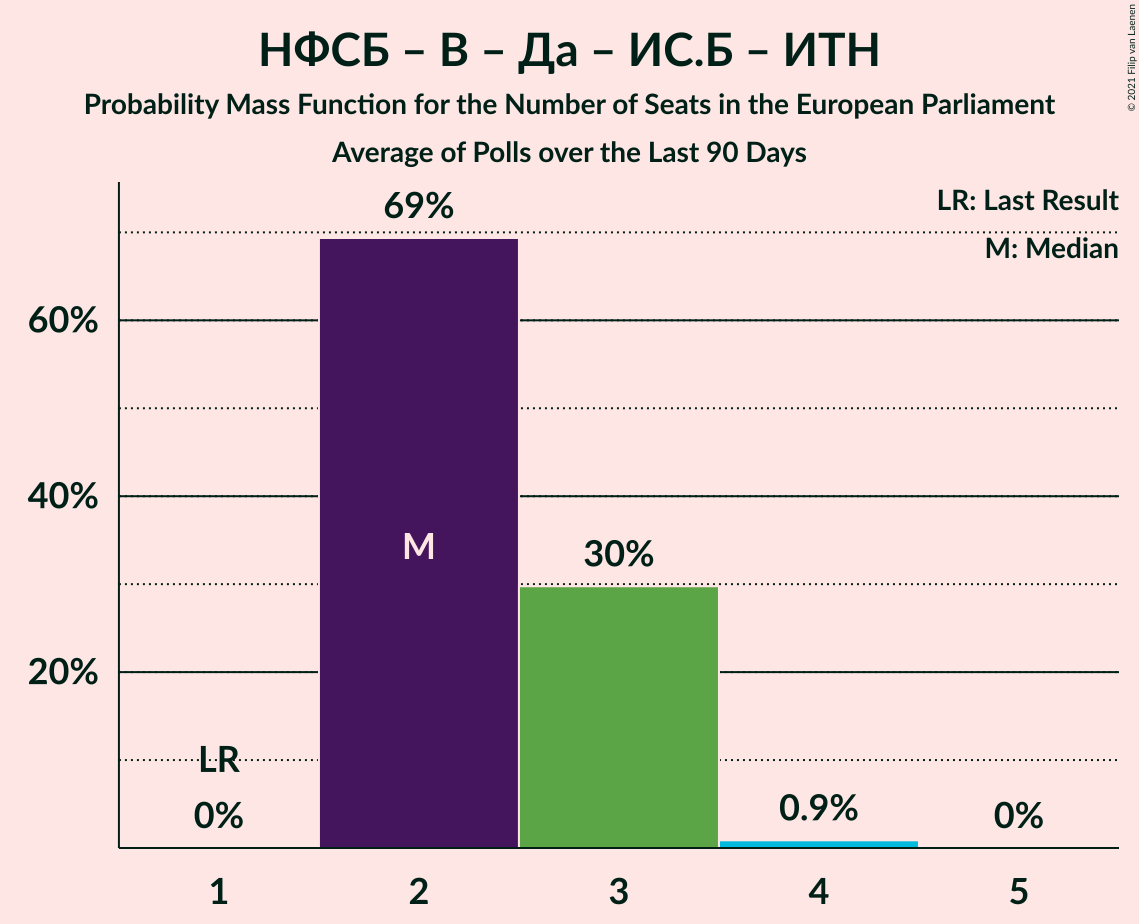 НФСБ – В – Да – ИС.Б – ИТН
Probability Mass Function for the Number of Seats in the European Parliament
Average of Polls over the Last 90 Days
© 2021 Filip van Laenen
LR: Last Result
M: Median
69%
60%
40%
20%
M
30%
LR
0%
0.9%
0%
1 2 3 4 5